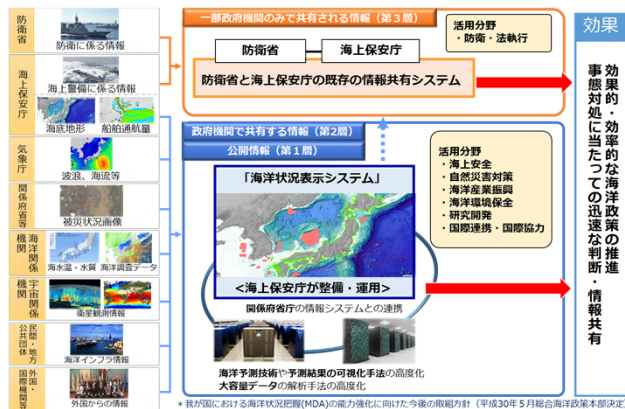 防衛省
防衛に係る情報
海上保安庁
海上警備に係る情報
海底地形
船舶通航量
気象庁
波浪、海流等
関係府省等
被災状況画像
海洋関係機関
海水温・水質
海洋調査データ
宇宙関係機関
衛星観測情報
民間・地方公共団体
海洋インフラ情報
外国・国際機関等
外国からの情報
一部政府機関のみで共有される情報（第3層）
防衛省
海上保安庁
防衛省と海上保安庁の既存の情報共有システム
活用分野
・防衛・法執行
政府機関で共有する情報（第2層）
公開情報（第１層）
「海洋状況表示システム」
<海上保安庁が整備・運用>
関係府省庁の情報システムとの連携
海洋予測技術や予測結果の可視化手法の高度化
大容量データの解析手法の高度化
活用分野
・海上安全
・自然災害対策
・海洋産業振興
・海洋環境保全
・研究開発
・国際連携・国際協力
効果
効果的・効率的な海洋政策の推進
事態対処に当たっての迅速な判断・情報共有
＊我が国における海洋状況把握(MDA)の能力強化に向けた今後の取組方針（平成30年５月総合海洋政策本部決定）